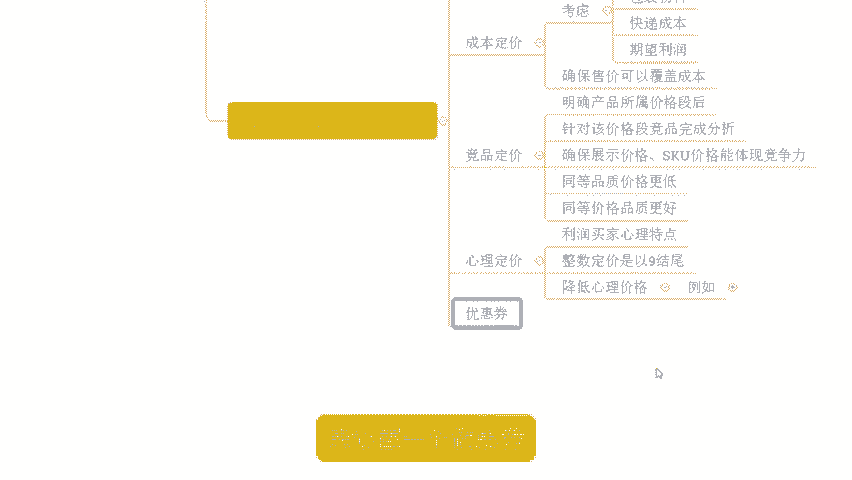 考虑
快递成本
期望利润
成本定价
确保售价可以覆盖成本
明确产品所属价格段后
针对该价格段竞品完成分析
竞品定价
确保展示价格、SKU价格能体现竞争力
同等品质价格更低
同等价格品质更好
利润买家心理特点
心理定价
整数定价是以9结尾
降低心理价格
例如
优惠券